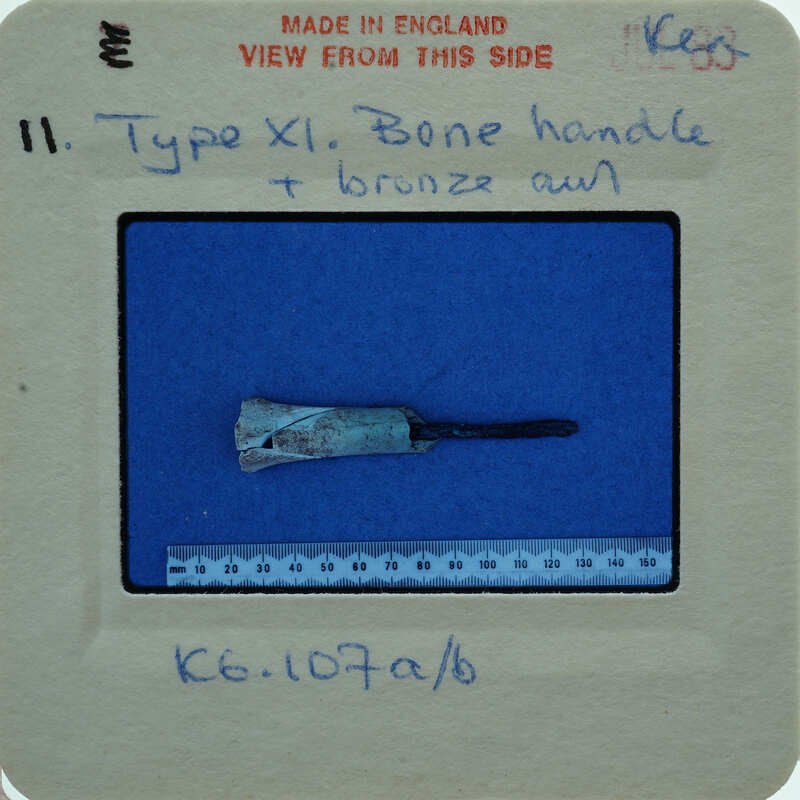 MADE IN ENGLAND
VIEW FROM THIS SIDE
11. Type XI. Bone handle
+ bronze awl
mm 10 20 30 40 50 60 70 80 90 100 110 120 130 140 150
K6.107a/b